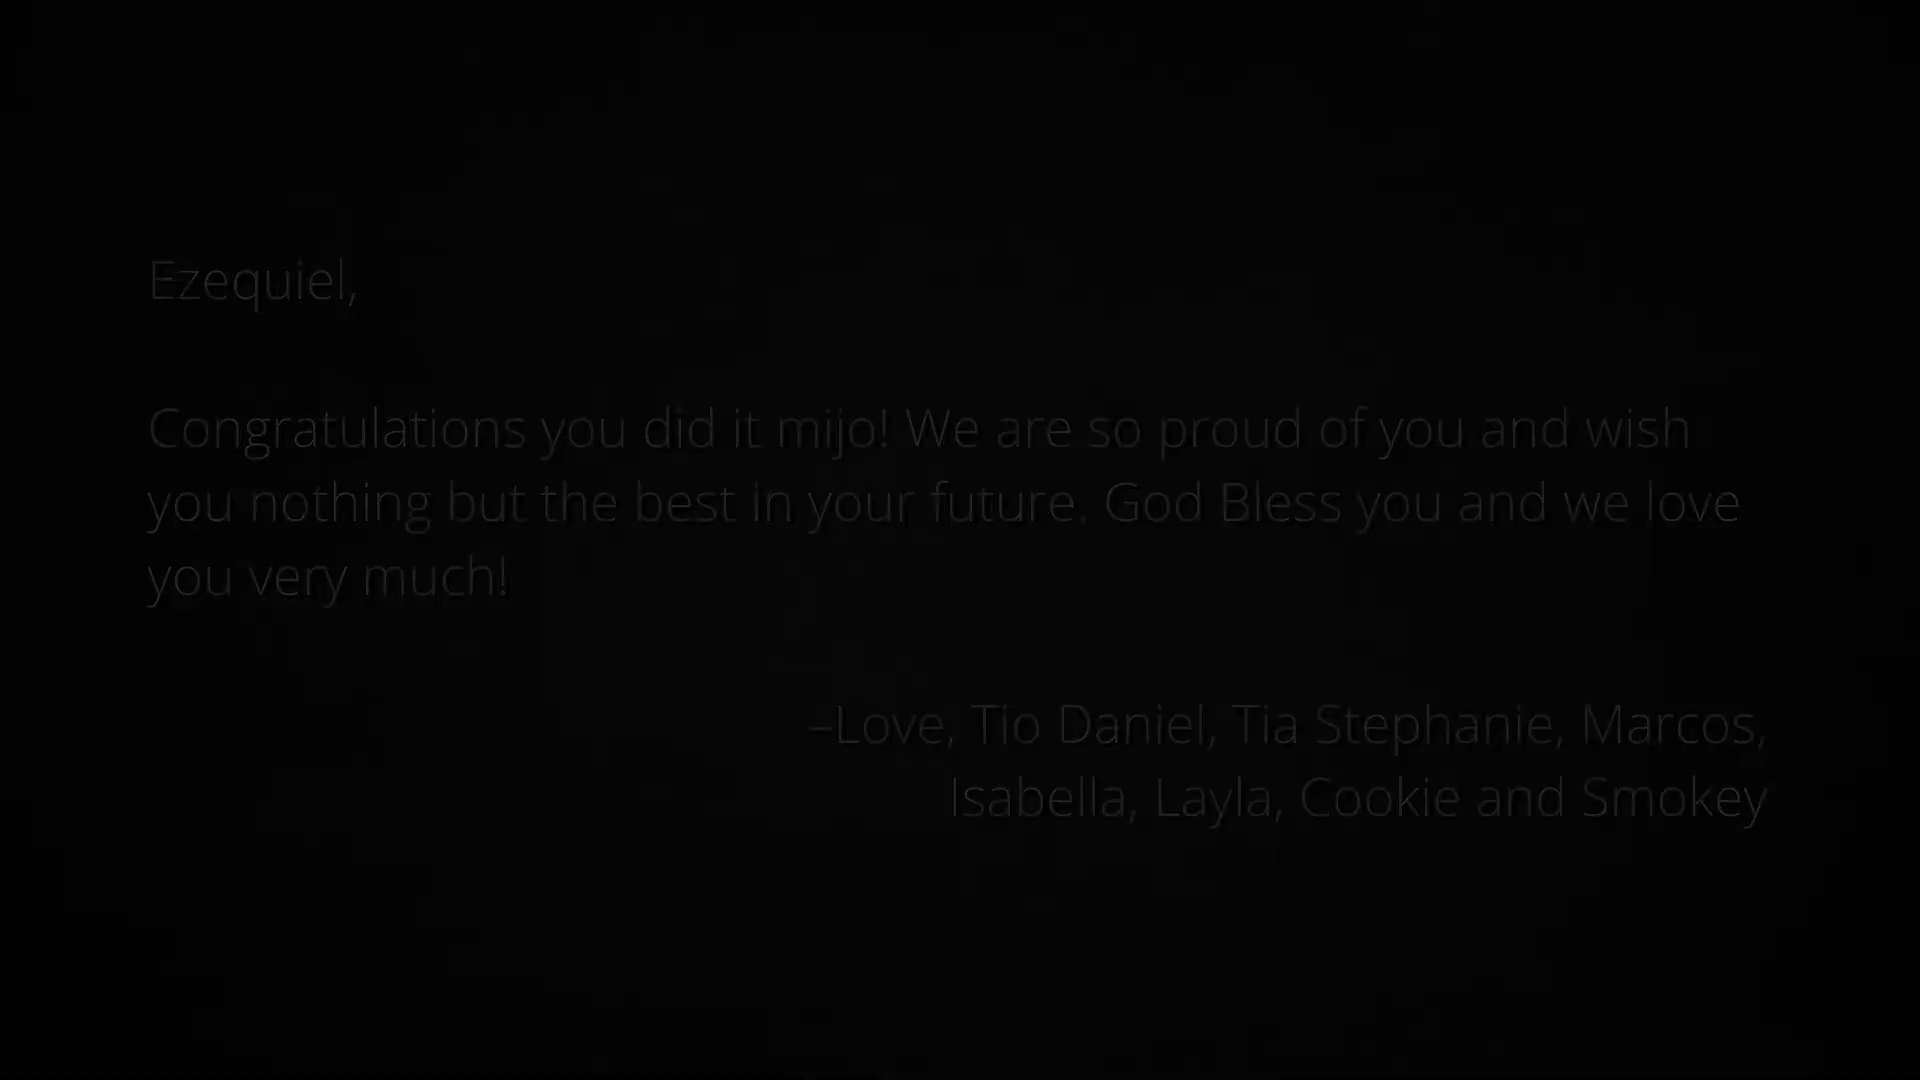 Ezequiel,
Congratulations you did it mijo! We are so proud of you and wish
you nothing but the best in your future. God Bless you and we love
you very much!
–Love, Tio Daniel, Tia Stephanie, Marcos,
Isabella, Layla, Cookie and Smokey